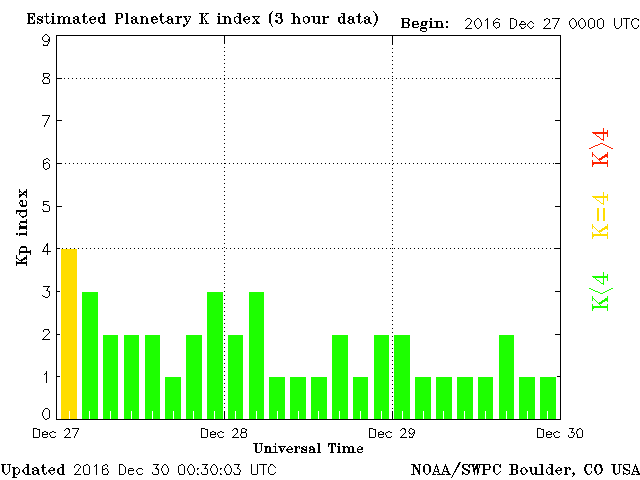 Estimated Planetary K index (3 hour data) Begin: 2016 Dec 27 0000 UTC
9
8
7
6
5
4
3
2
1
0
Kp index
K>4
K=4
K<4
Dec 27 Dec 28 Dec 29 Dec 30
Universal Time
Updated 2016 Dec 30 00:30:03 UTC NOAA/SWPC Boulder, CO USA